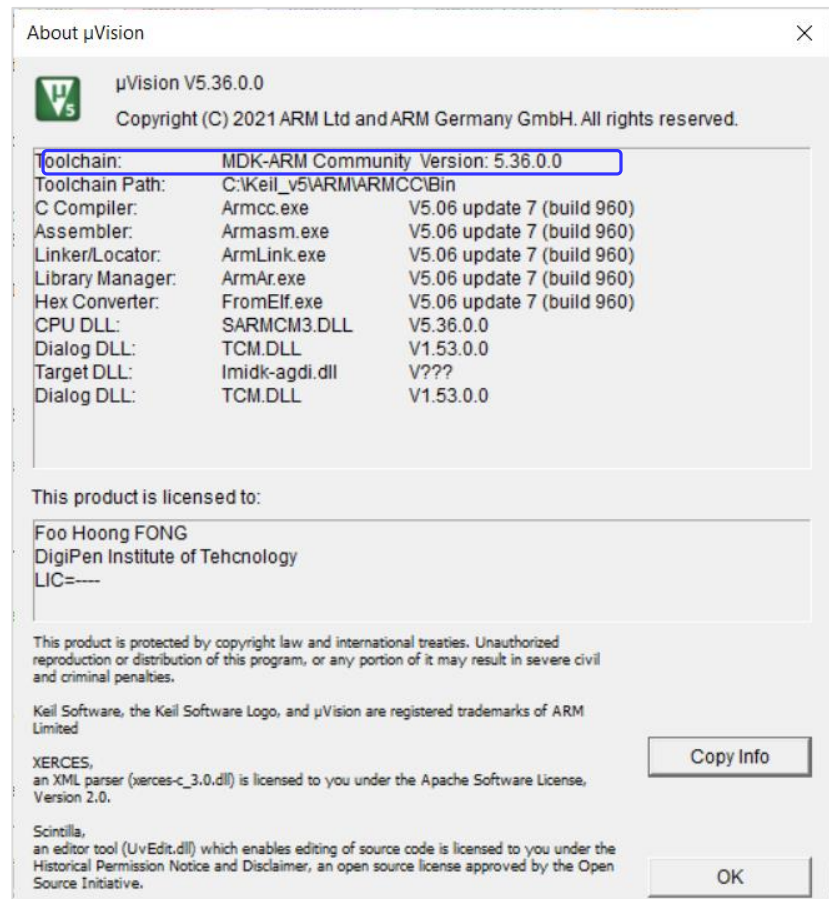 About µVision
µVision V5.36.0.0
Copyright (C) 2021 ARM Ltd and ARM Germany GmbH. All rights reserved.
Toolchain: MDK-ARM Community Version: 5.36.0.0
Toolchain Path: C:\Keil_v5\ARM\ARMCC\Bin
C Compiler: Armcc.exe V5.06 update 7 (build 960)
Assembler: Armasm.exe V5.06 update 7 (build 960)
Linker/Locator: ArmLink.exe V5.06 update 7 (build 960)
Library Manager: ArmAr.exe V5.06 update 7 (build 960)
Hex Converter: FromElf.exe V5.06 update 7 (build 960)
CPU DLL: SARMCM3.DLL V5.36.0.0
Dialog DLL: TCM.DLL V1.53.0.0
Target DLL: lmidk-agdi.dll V???
Dialog DLL: TCM.DLL V1.53.0.0
This product is licensed to:
Foo Hoong FONG
DigiPen Institute of Tehcnology
LIC=----
This product is protected by copyright law and international treaties. Unauthorized
reproduction or distribution of this program, or any portion of it may result in severe civil
and criminal penalties.
Keil Software, the Keil Software Logo, and µVision are registered trademarks of ARM
Limited
XERCES,
an XML parser (xerces-c_3.0.dll) is licensed to you under the Apache Software License,
Version 2.0.
Scintilla,
an editor tool (UvEdit.dll) which enables editing of source code is licensed to you under the
Historical Permission Notice and Disclaimer, an open source license approved by the Open
Source Initiative.
Copy Info
OK